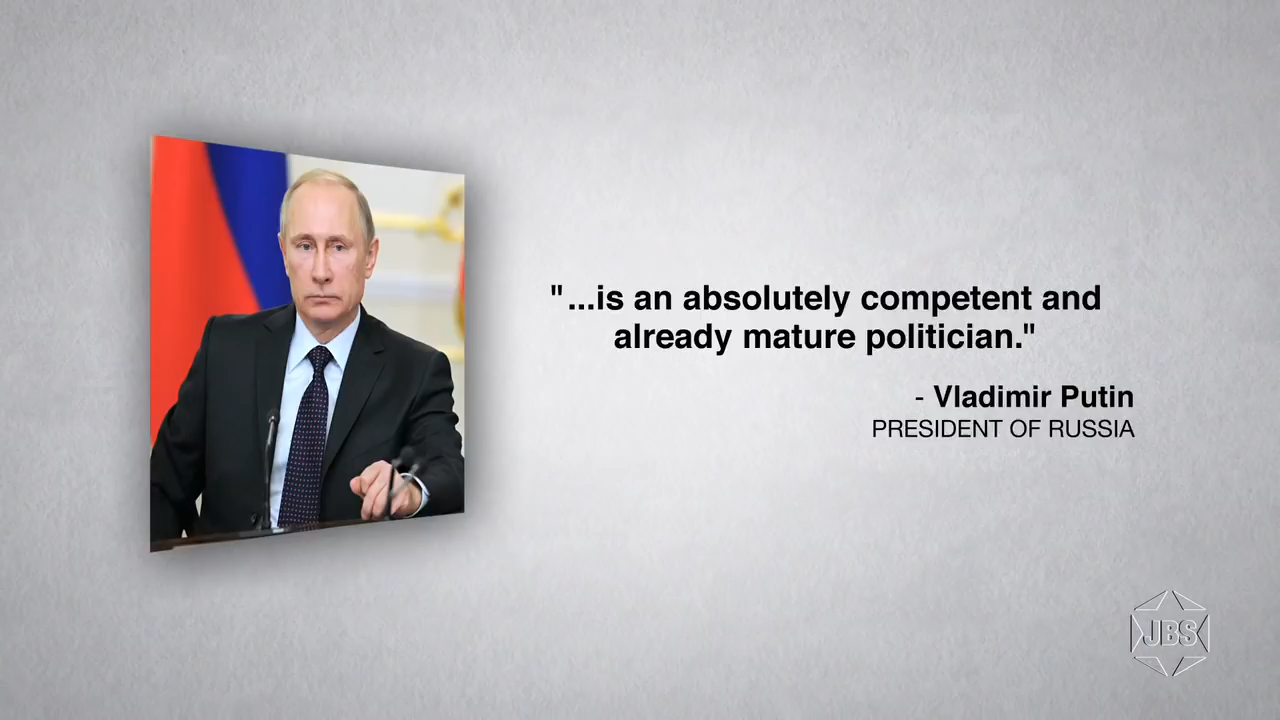 "...is an absolutely competent and
already mature politician."
- Vladimir Putin
PRESIDENT OF RUSSIA
JBS